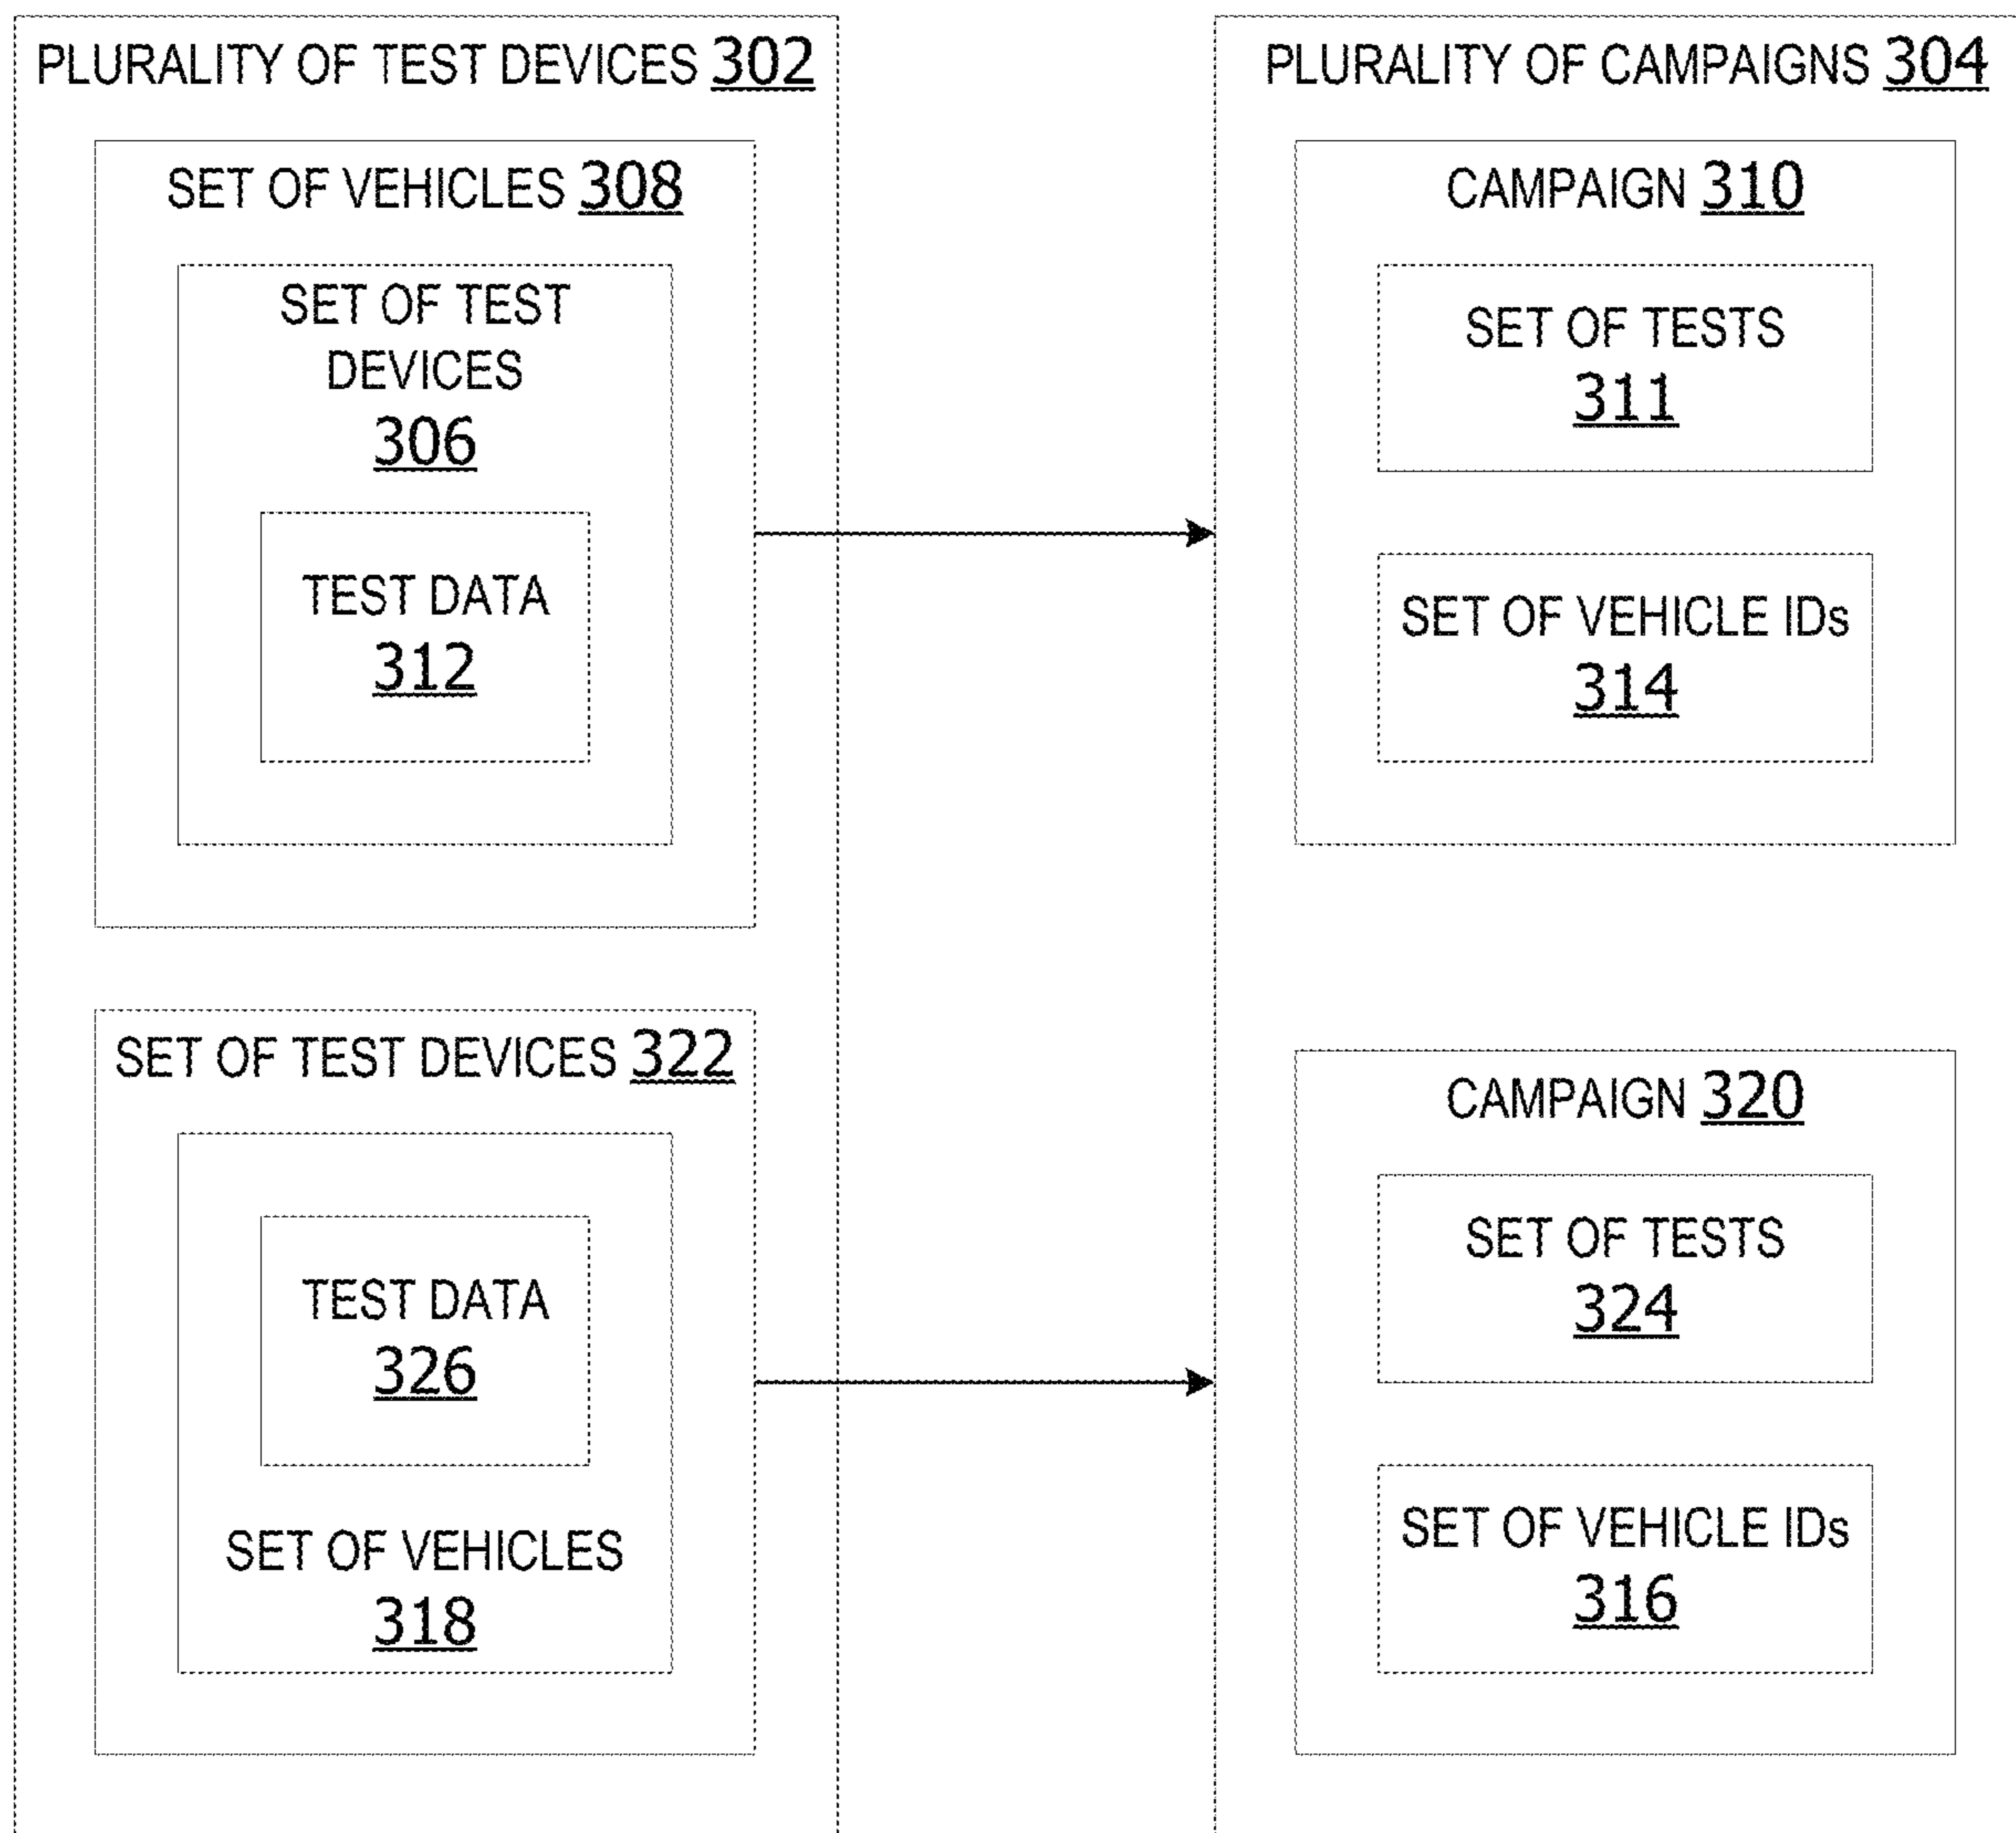 PLURALITY OF TEST DEVICES 302
SET OF VEHICLES 308
SET OF TEST
DEVICES
306
TEST DATA
312
SET OF TEST DEVICES 322
TEST DATA
326
SET OF VEHICLES
318
PLURALITY OF CAMPAIGNS 304
CAMPAIGN 310
SET OF TESTS
311
SET OF VEHICLE IDs
314
CAMPAIGN 320
SET OF TESTS
324
SET OF VEHICLE IDs
316